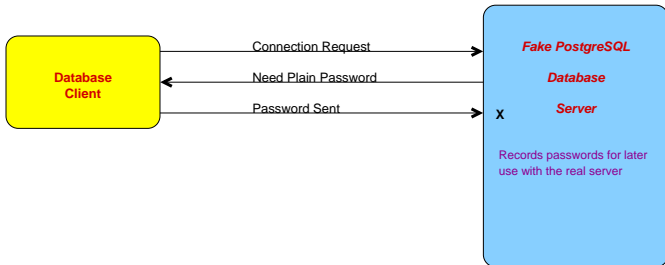 Connection Request
Fake PostgreSQL
Database
Client
Need Plain Password
Database
Password Sent
X
Server
Records passwords for later
use with the real server